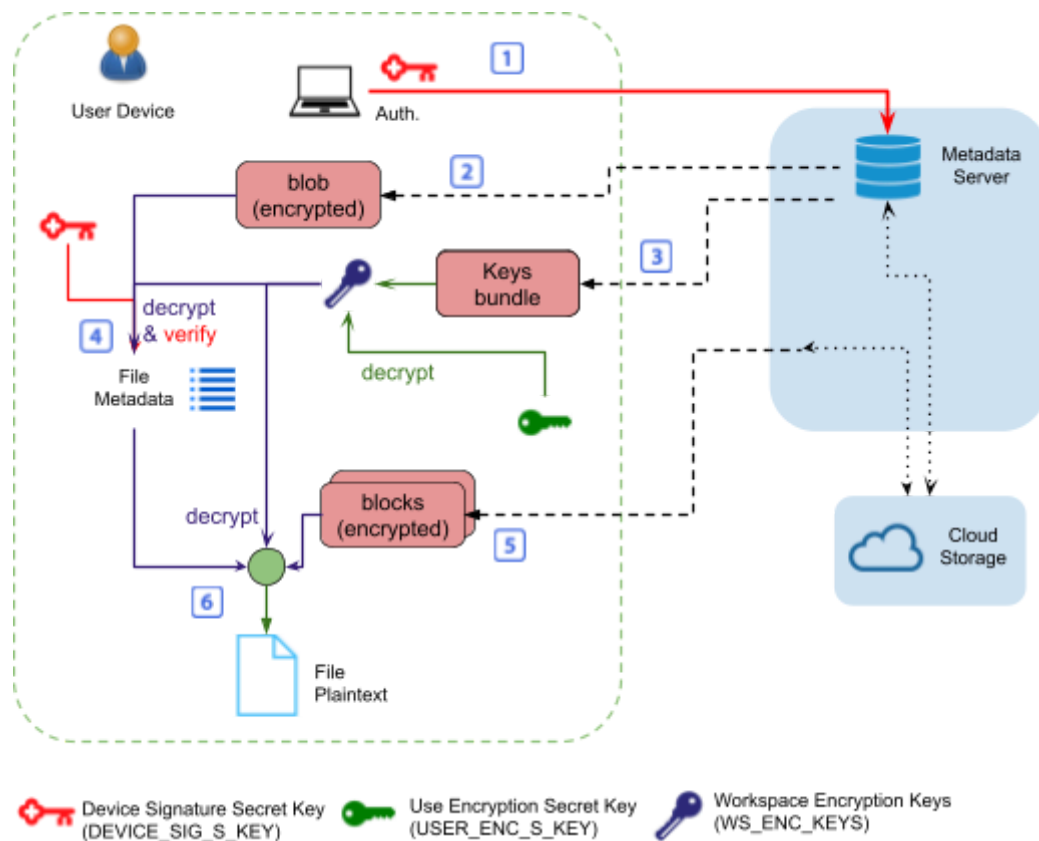 1
User Device
Auth.
Metadata
Server
2
blob
(encrypted)
3
Keys
bundle
decrypt
& verify
4
File
Metadata
decrypt
blocks
(encrypted)
decrypt
5
Cloud
Storage
6
File
Plaintext
Device Signature Secret Key
(DEVICE_SIG_S_KEY)
Use Encryption Secret Key
(USER_ENC_S_KEY)
Workspace Encryption Keys
(WS_ENC_KEYS)